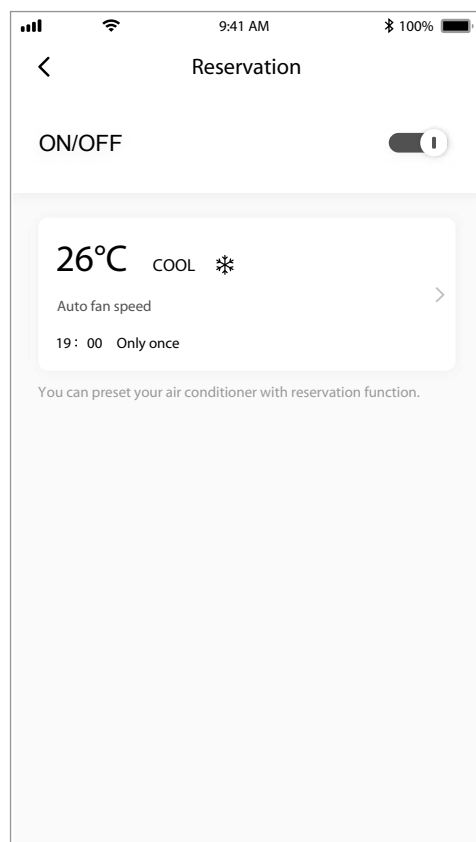 9:41 AM 100%
Reservation
ON/OFF
26°C COOL
Auto fan speed
19： 00 Only once
You can preset your air conditioner with reservation function.